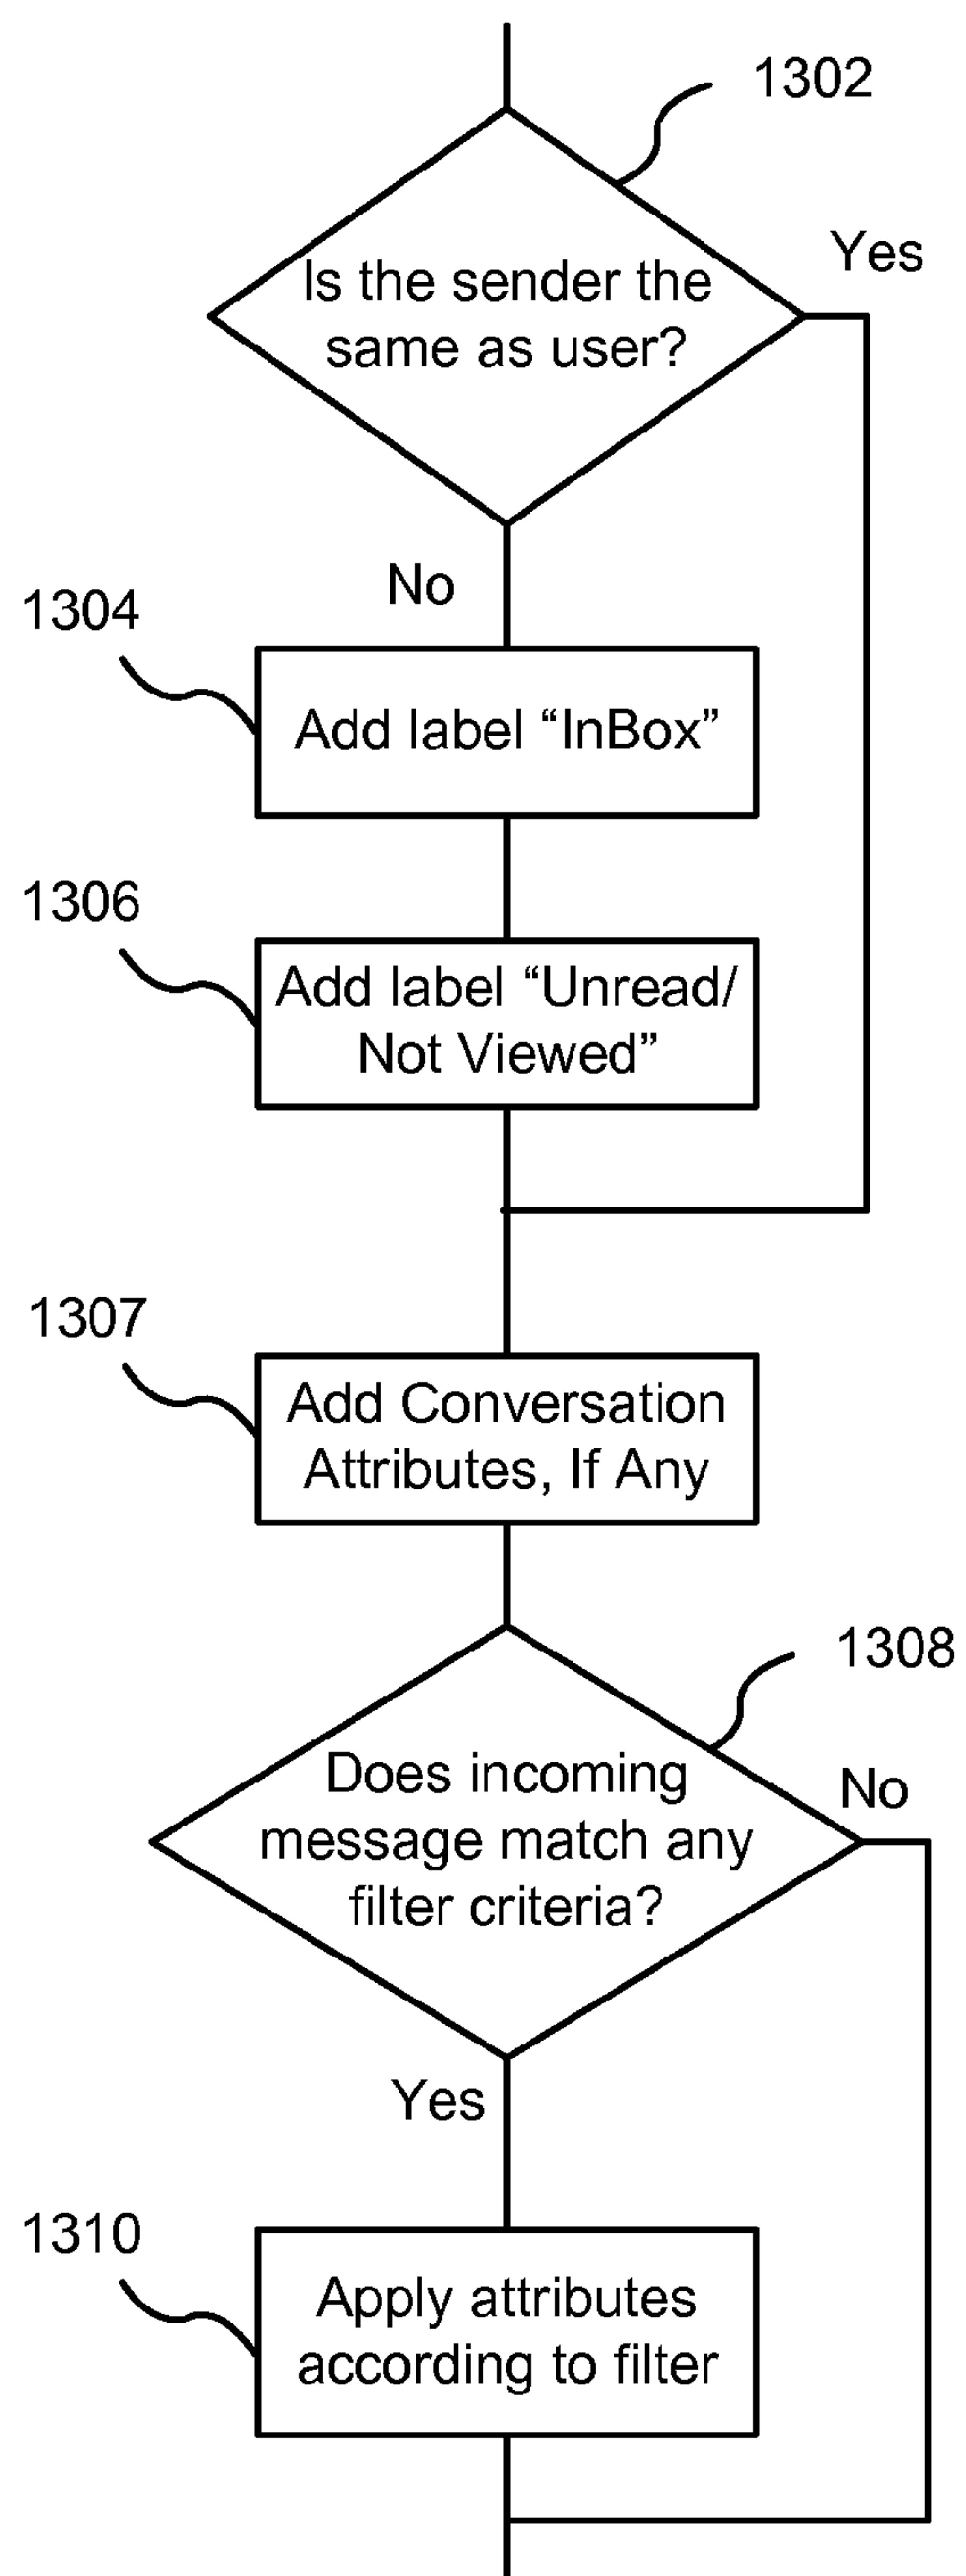 1302
Yes
Is the sender the
same as user?
No
1304
Add label “InBox”
1306
Add label “Unread/
Not Viewed”
1307
Add Conversation
Attributes, If Any
1308
No
Does incoming
message match any
filter criteria?
Yes
1310
Apply attributes
according to filter